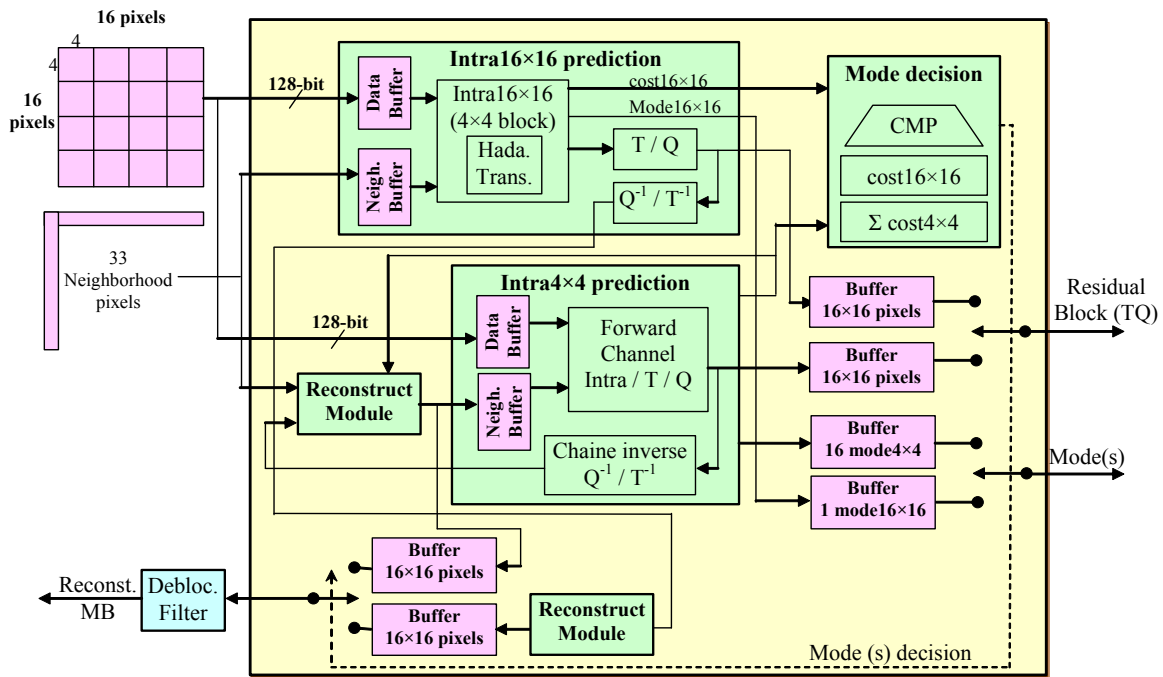 16 pixels
4
4
16
pixels
33
Neighborhood
pixels
128-bit
Intra16×16 prediction
Data
Buffer
Neigh.
Buffer
Intra16×16
(4×4 block)
Hada.
Trans.
cost16×16
Mode16×16
T / Q
Q⁻¹ / T⁻¹
Mode decision
CMP
cost16×16
Σ cost4×4
128-bit
Intra4×4 prediction
Data
Buffer
Neigh.
Buffer
Forward
Channel
Intra / T / Q
Chaine inverse
Q⁻¹ / T⁻¹
Reconstruct
Module
Buffer
16×16 pixels
Buffer
16×16 pixels
Buffer
16 mode4×4
Buffer
1 mode16×16
Residual
Block (TQ)
Mode(s)
Buffer
16×16 pixels
Buffer
16×16 pixels
Reconstruct
Module
Reconst.
MB
Debloc.
Filter
Mode (s) decision